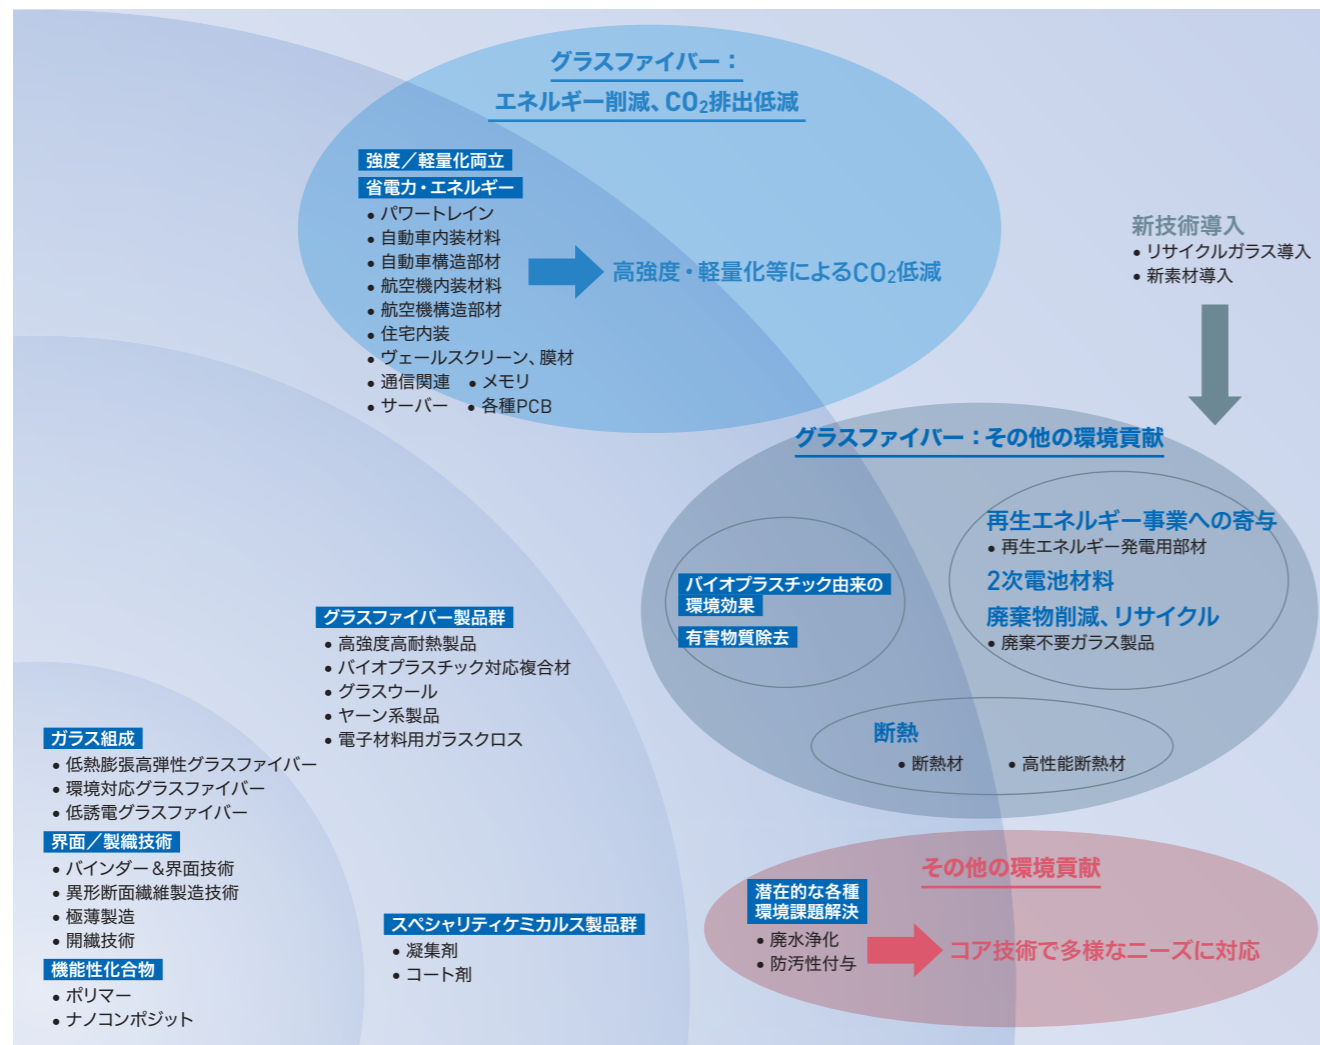 グラスファイバー：
エネルギー削減、CO₂排出低減
強度／軽量化両立
省電力・エネルギー
• パワートレイン
• 自動車内装材料
• 自動車構造部材
• 航空機内装材料
• 航空機構造部材
• 住宅内装
• ヴェールスクリーン、膜材
• 通信関連 • メモリ
• サーバー • 各種PCB
高強度・軽量化等によるCO₂低減
新技術導入
• リサイクルガラス導入
• 新素材導入
グラスファイバー：その他の環境貢献
バイオプラスチック由来の
環境効果
有害物質除去
再生エネルギー事業への寄与
• 再生エネルギー発電用部材
2次電池材料
廃棄物削減、リサイクル
• 廃棄不要ガラス製品
断熱
• 断熱材 • 高性能断熱材
グラスファイバー製品群
• 高強度高耐熱製品
• バイオプラスチック対応複合材
• グラスウール
• ヤーン系製品
• 電子材料用ガラスクロス
ガラス組成
• 低熱膨張高弾性グラスファイバー
• 環境対応グラスファイバー
• 低誘電グラスファイバー
界面／製織技術
• バインダー＆界面技術
• 異形断面繊維製造技術
• 極薄製造
• 開繊技術
機能性化合物
• ポリマー
• ナノコンポジット
スペシャリティケミカルス製品群
• 凝集剤
• コート剤
その他の環境貢献
潜在的な各種
環境課題解決
• 廃水浄化
• 防汚性付与
コア技術で多様なニーズに対応